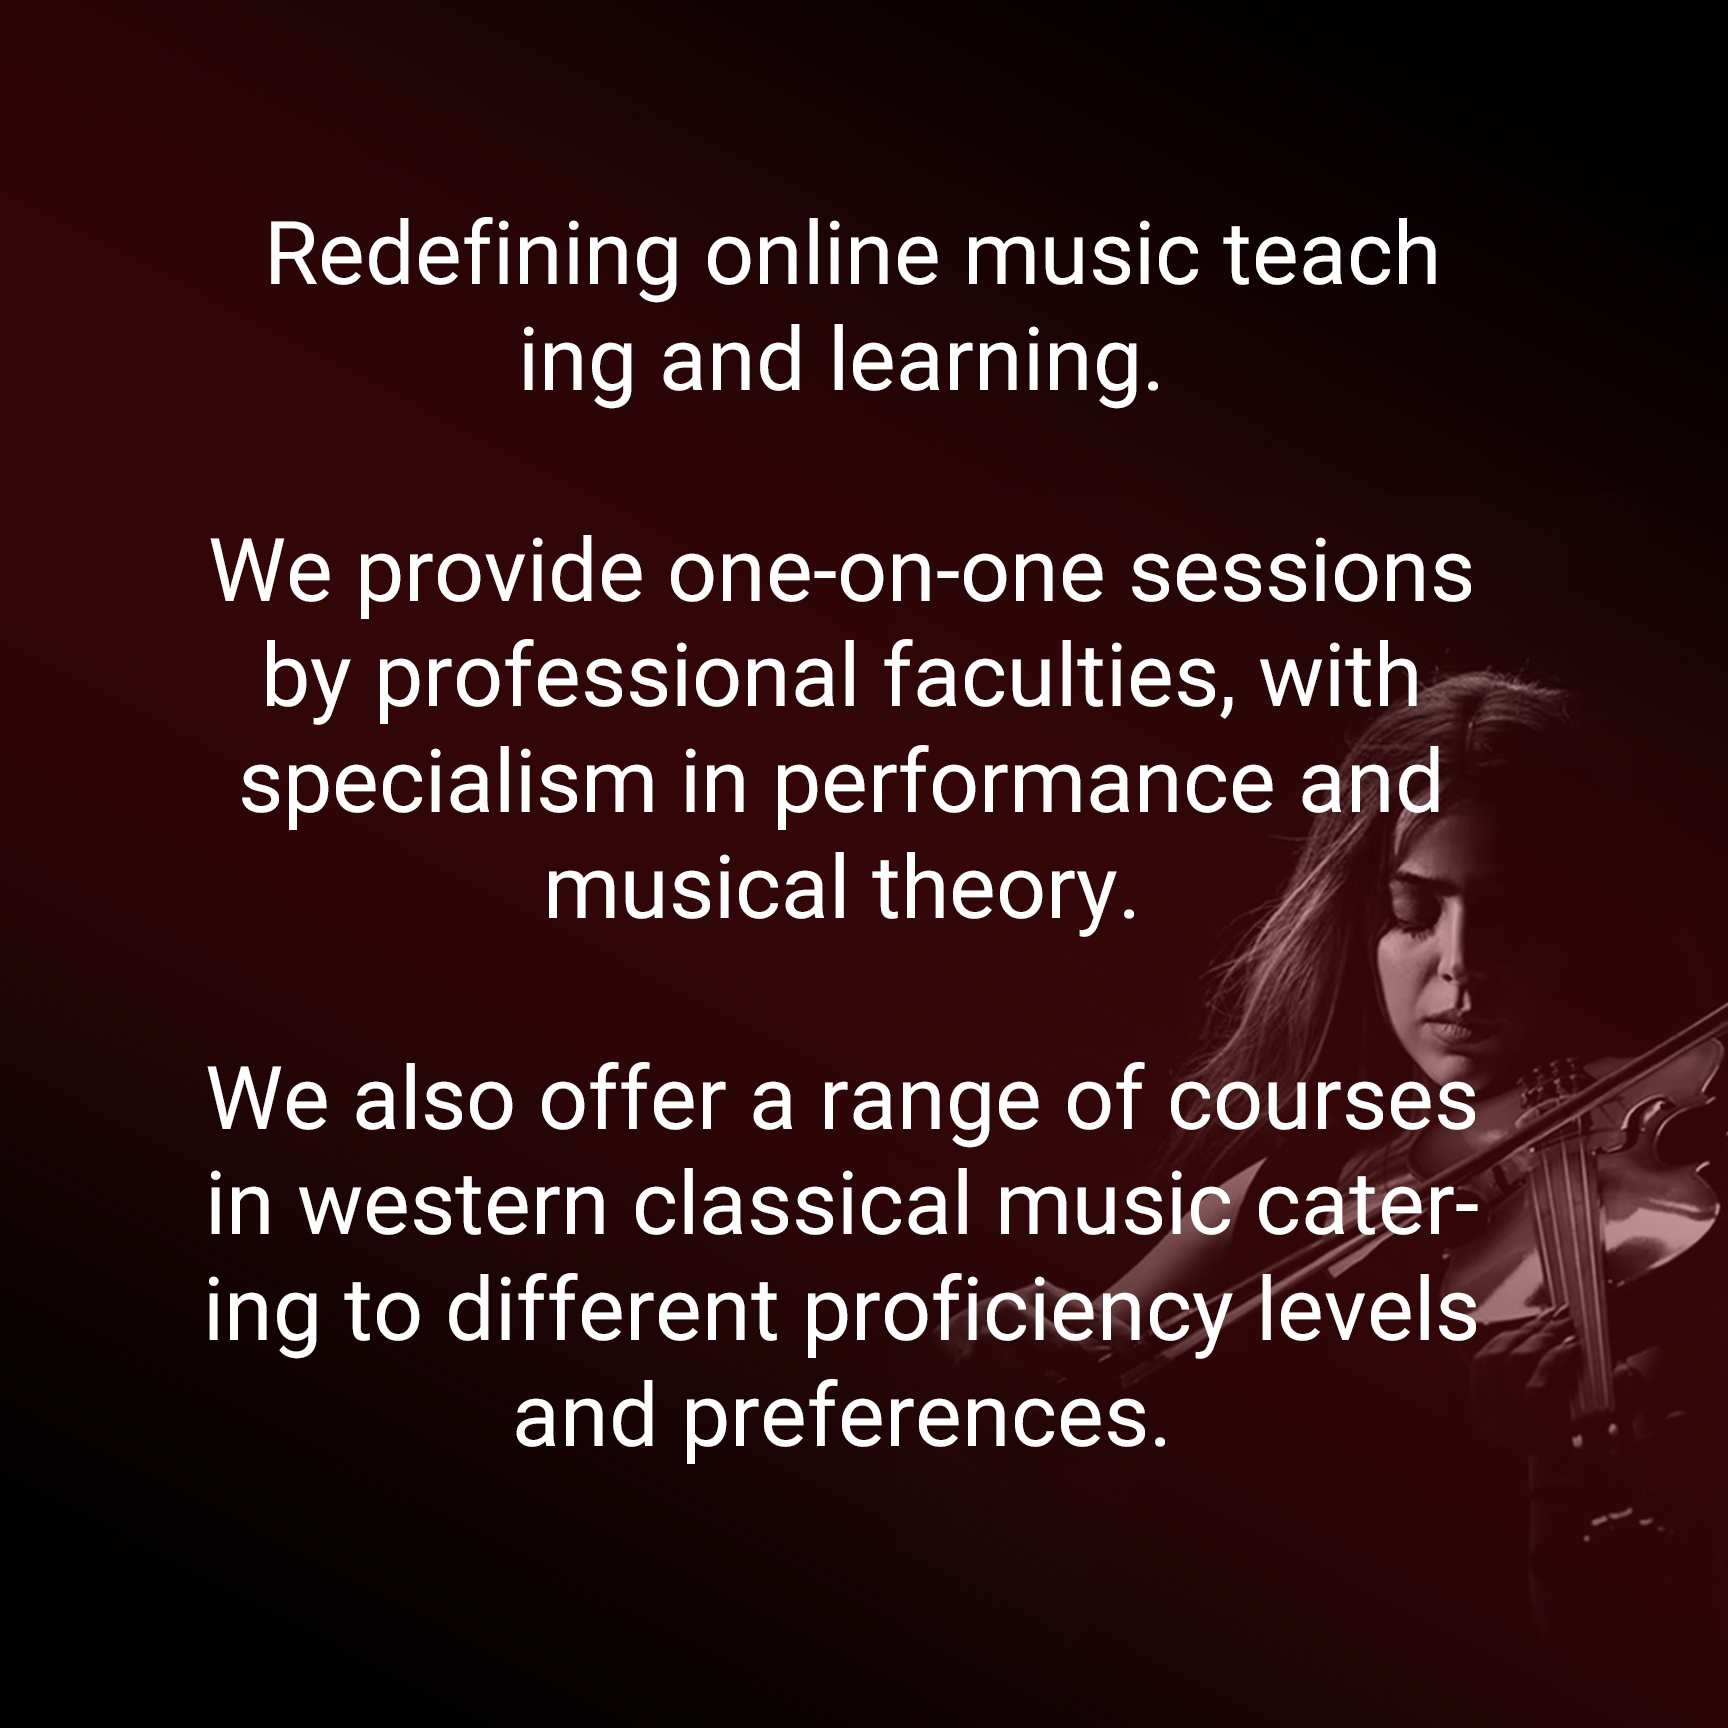 Redefining online music teach
ing and learning.
We provide one-on-one sessions
by professional faculties, with
specialism in performance and
musical theory.
We also offer a range of courses
in western classical music cater-
ing to different proficiency levels
and preferences.